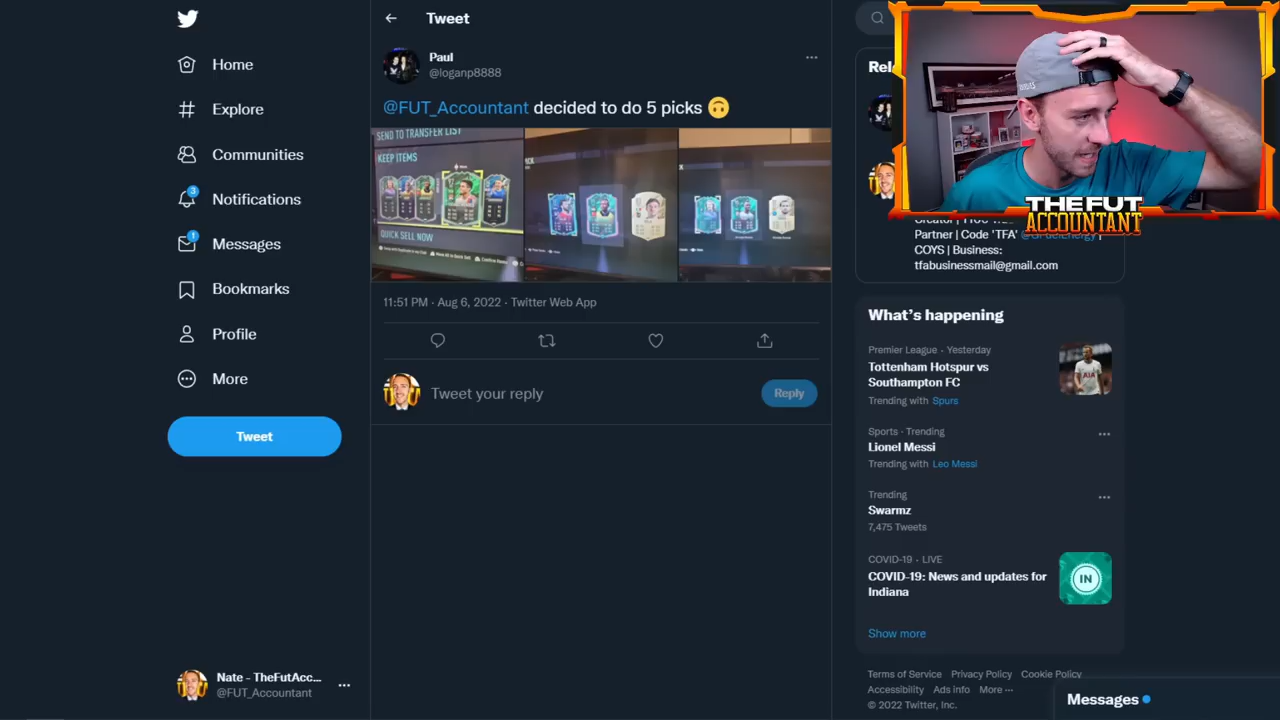 Home
Explore
Communities
3
Notifications
1
Messages
Bookmarks
Profile
More
Tweet
Nate - TheFutAcc...
@FUT_Accountant
Tweet
Paul
@loganp8888
@FUT_Accountant decided to do 5 picks 🙃
SEND TO TRANSFER LIST
KEEP ITEMS
QUICK SELL NOW
11:51 PM · Aug 6, 2022 · Twitter Web App
Tweet your reply
Reply
THE FUT
ACCOUNTANT
Partner | Code 'TFA' @GFuelEnergy |
COYS | Business:
tfabusinessmail@gmail.com
What's happening
Premier League · Yesterday
Tottenham Hotspur vs
Southampton FC
Trending with Spurs
Sports · Trending
Lionel Messi
Trending with Leo Messi
Trending
Swarmz
7,475 Tweets
COVID-19 · LIVE
COVID-19: News and updates for
Indiana
IN
Show more
Terms of Service Privacy Policy Cookie Policy
Accessibility Ads info More ···
© 2022 Twitter, Inc.
Messages